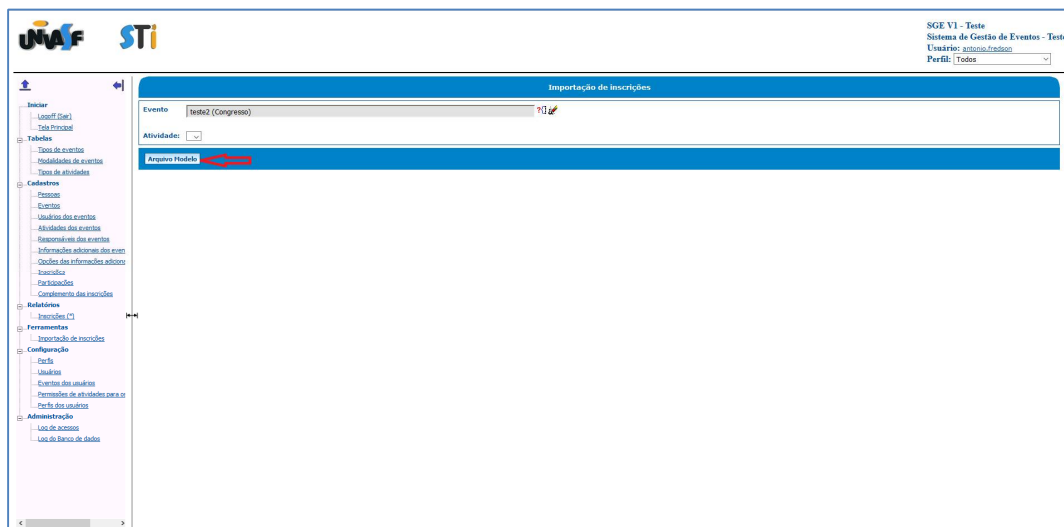 UNIVASF
STi
SGE V1 - Teste
Sistema de Gestão de Eventos - Teste
Usuário: antonio.fredson
Perfil: Todos
Importação de inscrições
Evento teste2 (Congresso)
Atividade:
Arquivo Modelo
Iniciar
Logoff (Sair)
Tela Principal
Tabelas
Tipos de eventos
Modalidades de eventos
Tipos de atividades
Cadastros
Pessoas
Eventos
Usuários dos eventos
Atividades dos eventos
Responsáveis dos eventos
Informações adicionais dos even
Opções das informações adiciona
Inscrições
Participações
Complemento das inscrições
Relatórios
Inscrições (*)
Ferramentas
Importação de inscrições
Configuração
Perfis
Usuários
Eventos dos usuários
Permissões de atividades para os
Perfis dos usuários
Administração
Log de acessos
Log do Banco de dados